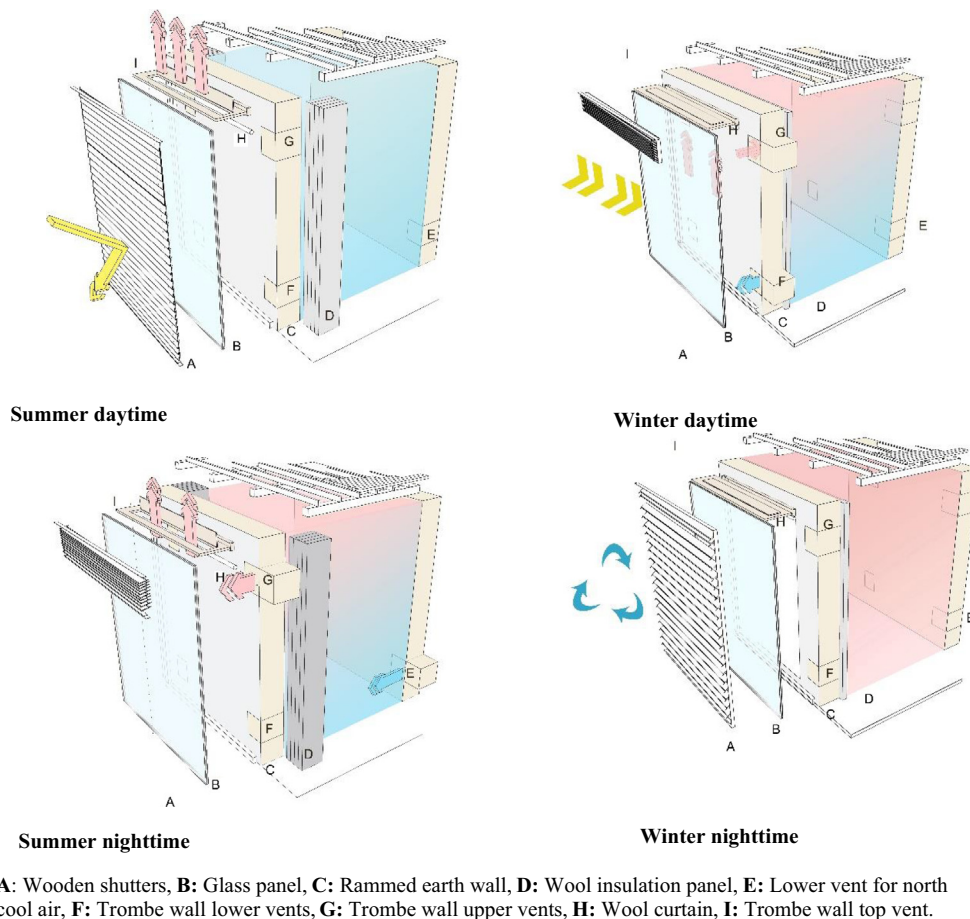 I
H
G
E
F
D
C
B
A
Summer daytime
I
H
G
E
F
D
C
B
A
Winter daytime
I
H
G
E
F
D
C
B
A
Summer nighttime
I
H
G
E
F
D
C
B
A
Winter nighttime
A: Wooden shutters, B: Glass panel, C: Rammed earth wall, D: Wool insulation panel, E: Lower vent for north
cool air, F: Trombe wall lower vents, G: Trombe wall upper vents, H: Wool curtain, I: Trombe wall top vent.